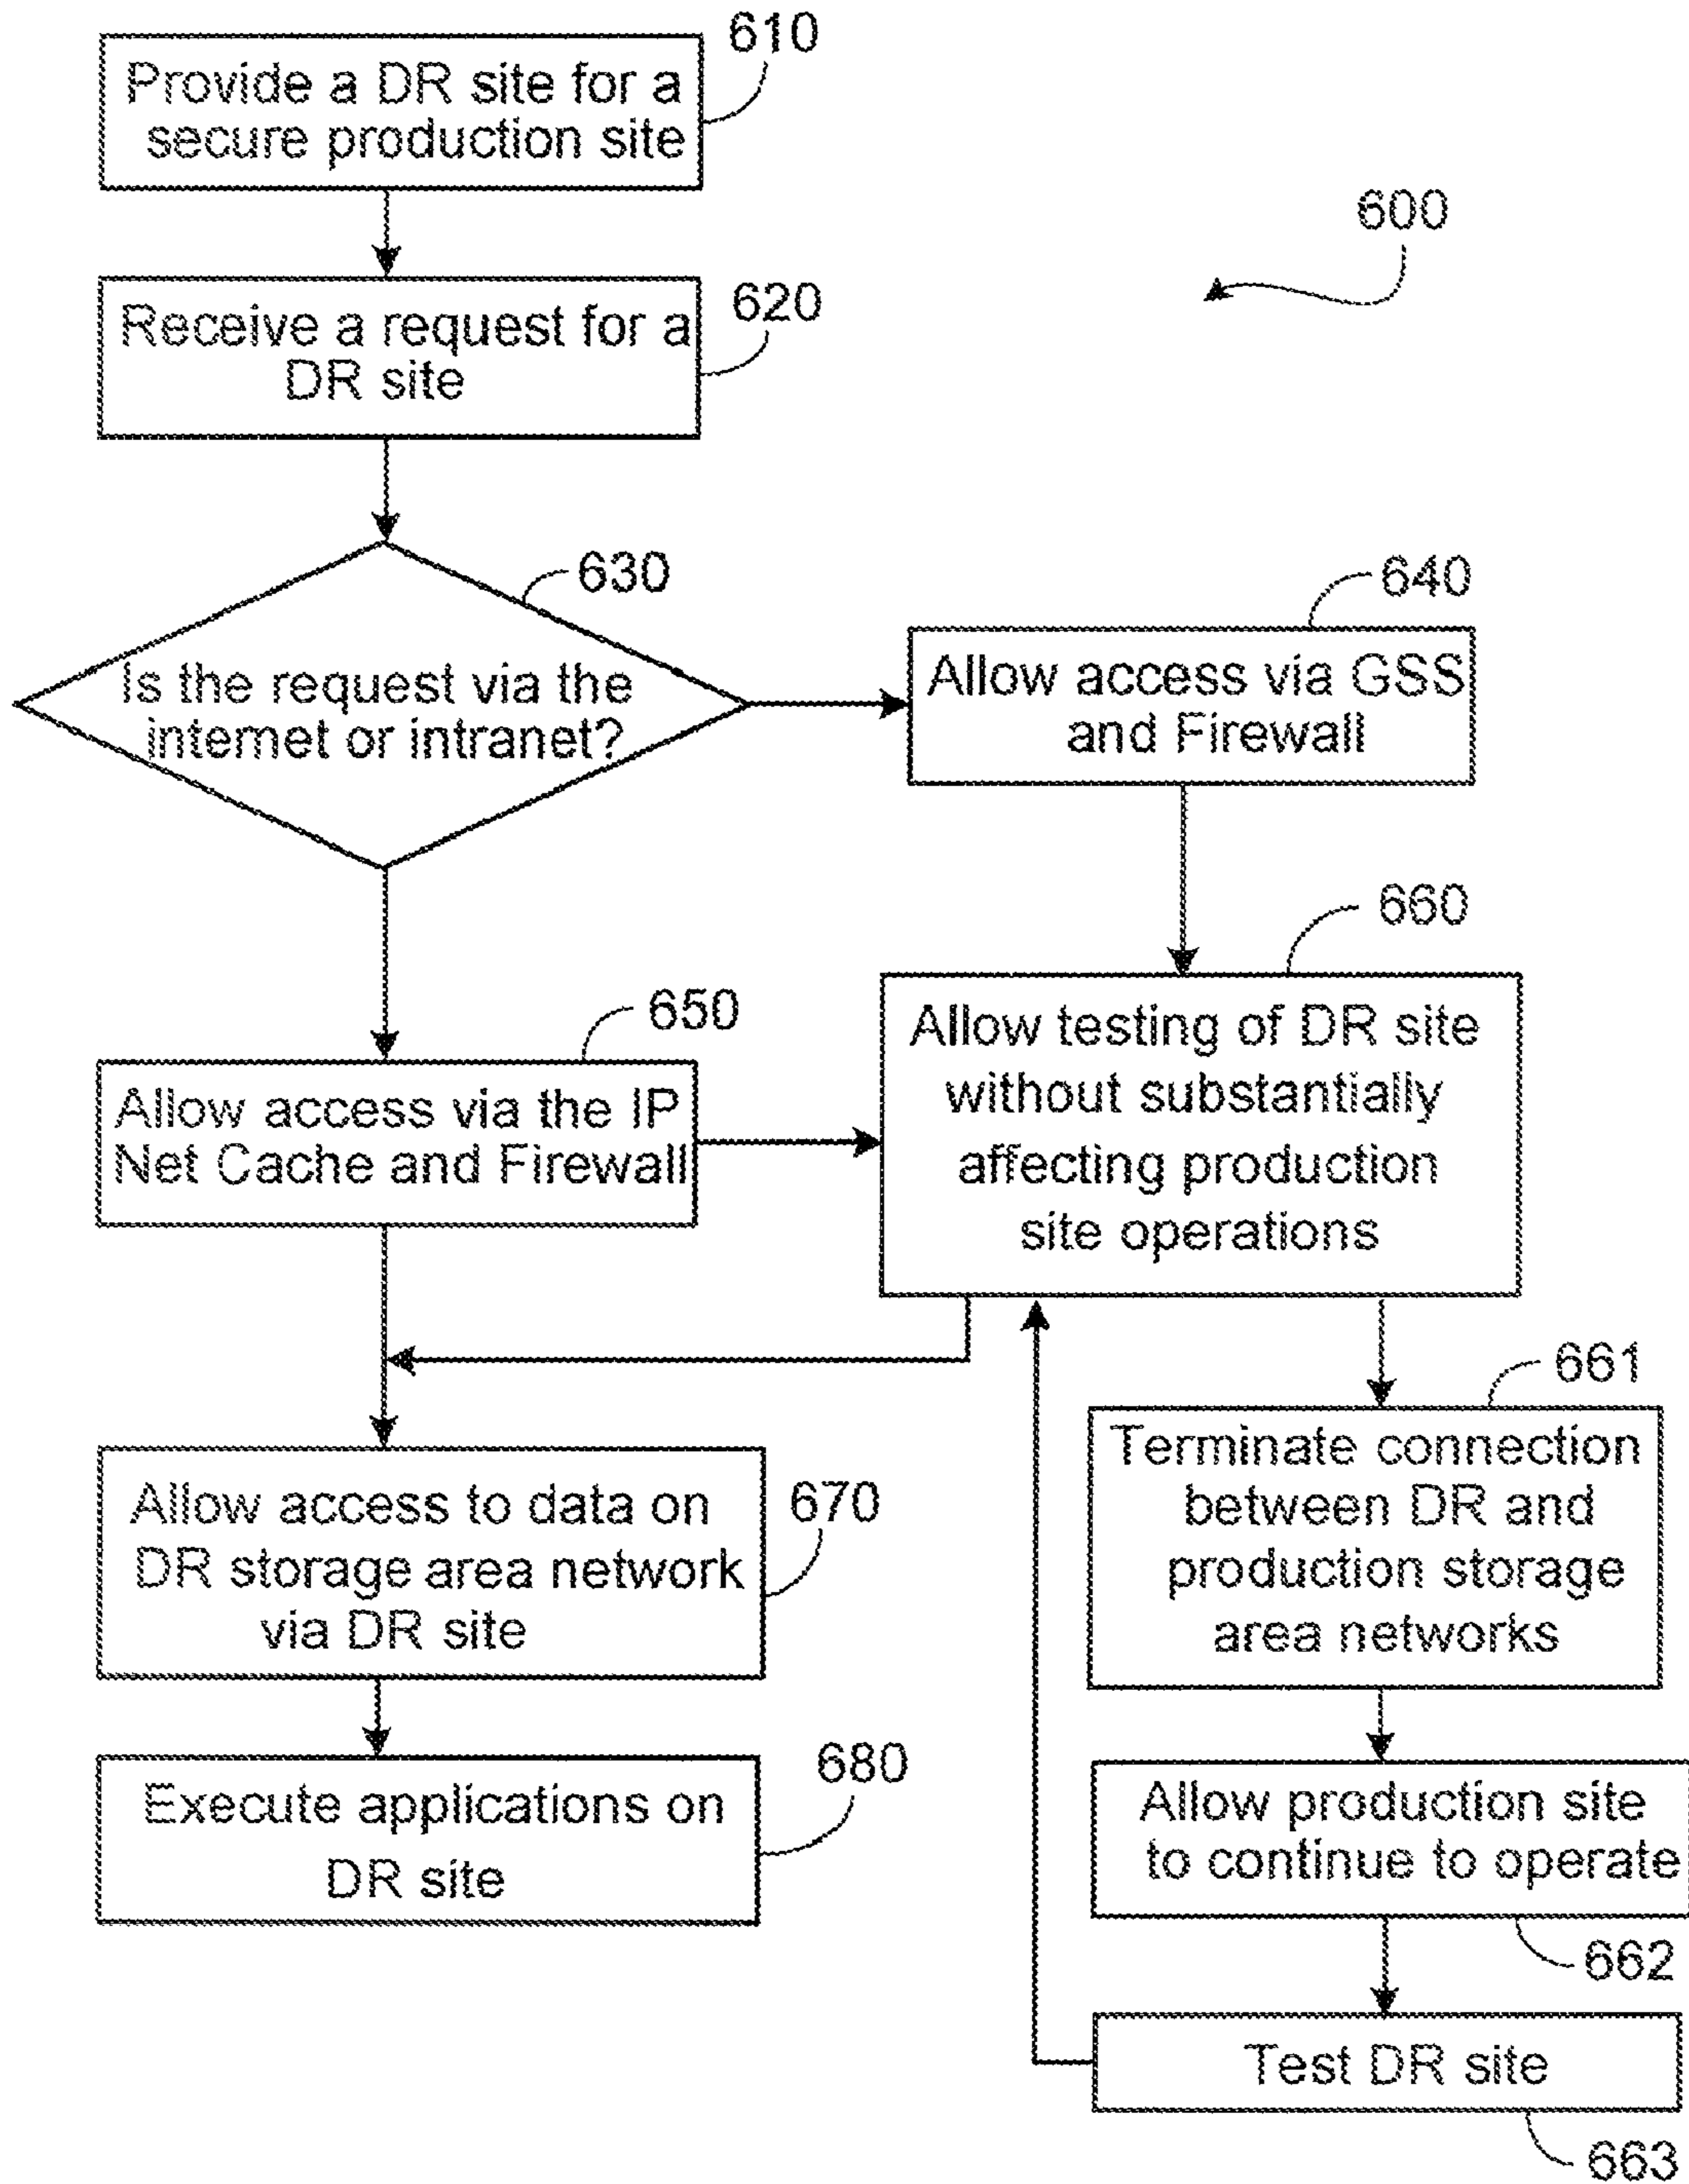 610
Provide a DR site for a
secure production site
600
620
Receive a request for a
DR site
630
Is the request via the
internet or intranet?
640
Allow access via GSS
and Firewall
660
Allow testing of DR site
without substantially
affecting production
site operations
650
Allow access via the IP
Net Cache and Firewall
661
Terminate connection
between DR and
production storage
area networks
670
Allow access to data on
DR storage area network
via DR site
680
Execute applications on
DR site
Allow production site
to continue to operate
662
Test DR site
663